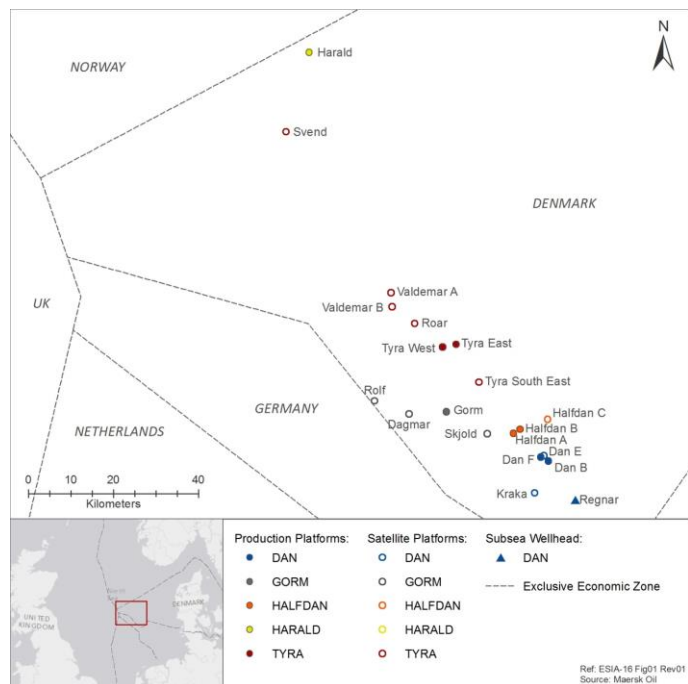 N
Harald
NORWAY
Svend
DENMARK
Valdemar A
UK
Valdemar B
Roar
Tyra East
Tyra West
Tyra South East
Rolf
GERMANY
Gorm
Halfdan C
Dagmar
NETHERLANDS
Skjold
Halfdan B
Halfdan A
Dan E
Dan F
Dan B
0 10 20 40
Kilometers
Kraka
Regnar
UNITED
KINGDOM
DENMARK
Production Platforms:
DAN
GORM
HALFDAN
HARALD
TYRA
Satellite Platforms:
DAN
GORM
HALFDAN
HARALD
TYRA
Subsea Wellhead:
DAN
Exclusive Economic Zone
Ref: ESIA-16 Fig01 Rev01
Source: Maersk Oil